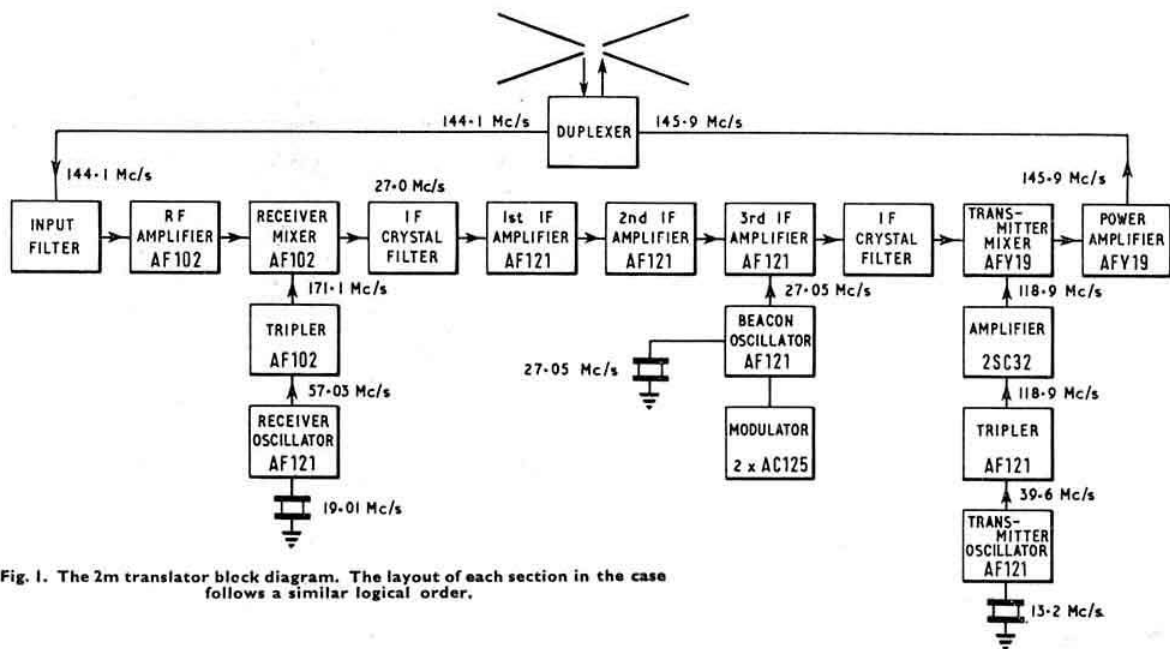 144·1 Mc/s
DUPLEXER
145·9 Mc/s
144·1 Mc/s
27·0 Mc/s
145·9 Mc/s
INPUT
FILTER
RF
AMPLIFIER
AF102
RECEIVER
MIXER
AF102
IF
CRYSTAL
FILTER
1st IF
AMPLIFIER
AF121
2nd IF
AMPLIFIER
AF121
3rd IF
AMPLIFIER
AF121
IF
CRYSTAL
FILTER
TRANS-
MITTER
MIXER
AFY19
POWER
AMPLIFIER
AFY19
171·1 Mc/s
27·05 Mc/s
118·9 Mc/s
TRIPLER
AF102
BEACON
OSCILLATOR
AF121
AMPLIFIER
2SC32
27·05 Mc/s
57·03 Mc/s
118·9 Mc/s
RECEIVER
OSCILLATOR
AF121
MODULATOR
2 x AC125
TRIPLER
AF121
19·01 Mc/s
39·6 Mc/s
TRANS-
MITTER
OSCILLATOR
AF121
13·2 Mc/s
Fig. 1. The 2m translator block diagram. The layout of each section in the case
follows a similar logical order.